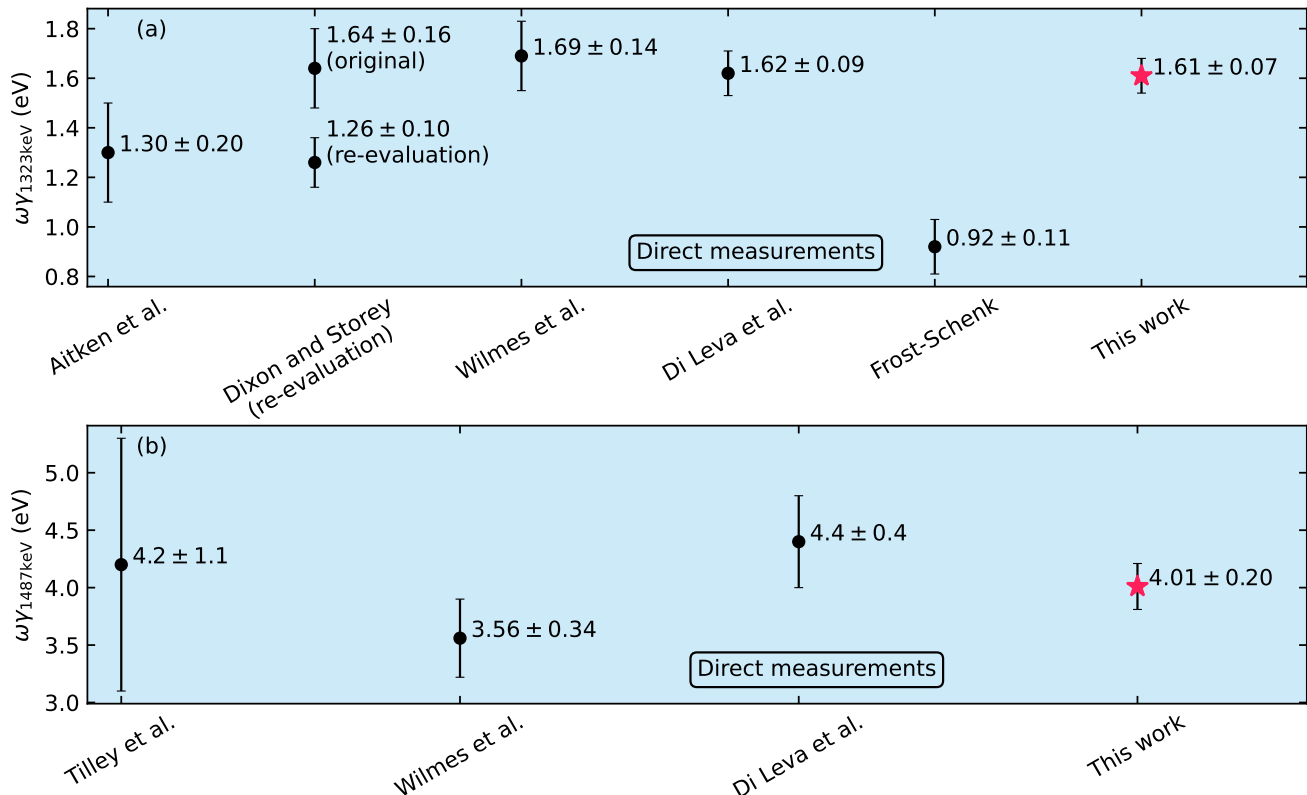 (a)
ωγ1323keV (eV)
1.8
1.6
1.4
1.2
1.0
0.8
1.30 ± 0.20
1.64 ± 0.16
(original)
1.26 ± 0.10
(re-evaluation)
1.69 ± 0.14
1.62 ± 0.09
0.92 ± 0.11
1.61 ± 0.07
Direct measurements
Aitken et al.
Dixon and Storey
(re-evaluation)
Wilmes et al.
Di Leva et al.
Frost-Schenk
This work
(b)
ωγ1487keV (eV)
5.0
4.5
4.0
3.5
3.0
4.2 ± 1.1
3.56 ± 0.34
4.4 ± 0.4
4.01 ± 0.20
Direct measurements
Tilley et al.
Wilmes et al.
Di Leva et al.
This work